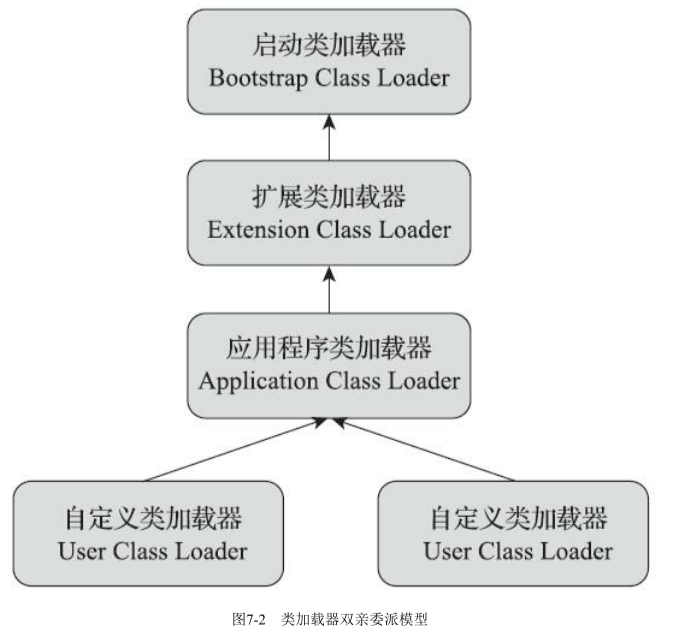 启动类加载器
Bootstrap Class Loader
扩展类加载器
Extension Class Loader
应用程序类加载器
Application Class Loader
自定义类加载器
User Class Loader
自定义类加载器
User Class Loader
图7-2 类加载器双亲委派模型